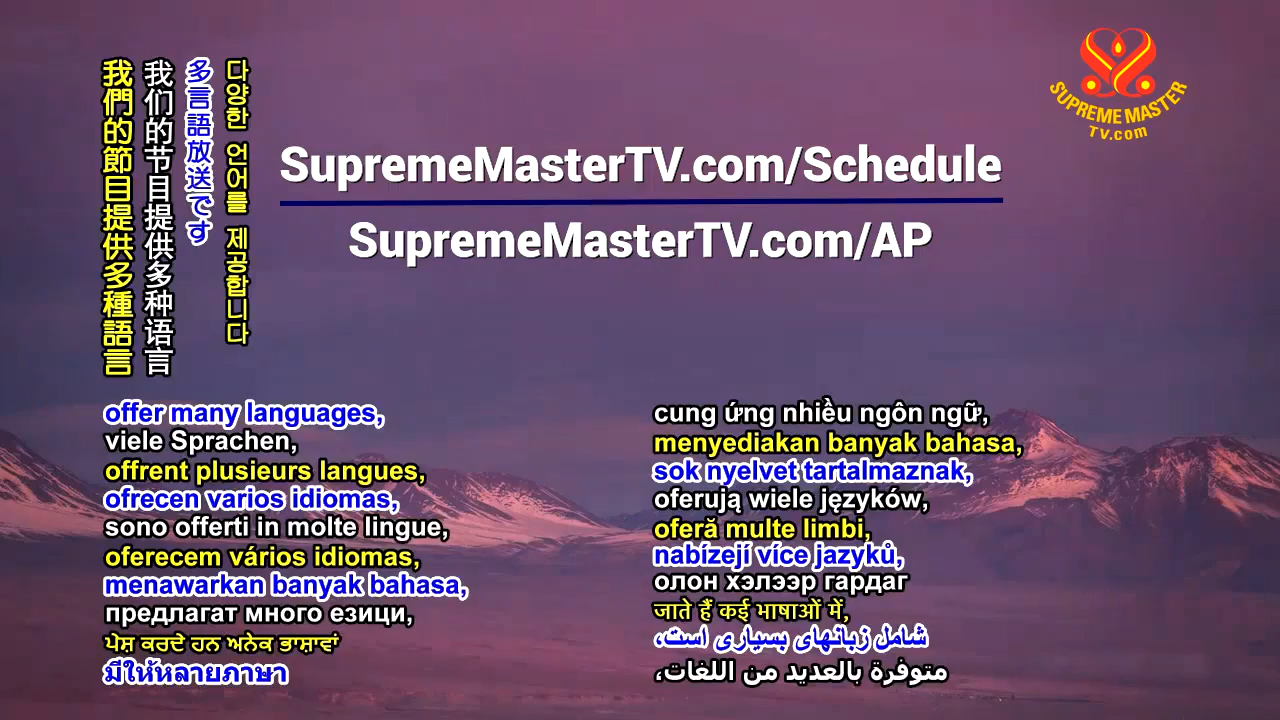 我們的節目提供多種語言
我们的节目提供多种语言
多言語放送です
다양한 언어를 제공합니다
SupremeMasterTV.com/Schedule
SupremeMasterTV.com/AP
SUPREME MASTER
TV.com
offer many languages,
viele Sprachen,
offrent plusieurs langues,
ofrecen varios idiomas,
sono offerti in molte lingue,
oferecem vários idiomas,
menawarkan banyak bahasa,
предлагат много езици,
ਪੇਸ਼ ਕਰਦੇ ਹਨ ਅਨੇਕ ਭਾਸ਼ਾਵਾਂ
มีให้หลายภาษา
cung ứng nhiều ngôn ngữ,
menyediakan banyak bahasa,
sok nyelvet tartalmaznak,
oferują wiele języków,
oferă multe limbi,
nabízejí více jazyků,
олон хэлээр гардаг
जाते हैं कई भाषाओं में,
شامل زبانهای بسیاری است،
متوفرة بالعديد من اللغات،